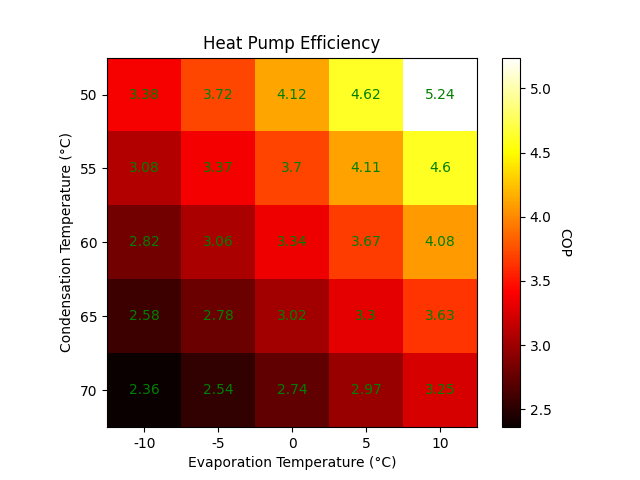 Heat Pump Efficiency
50 3.38 3.72 4.12 4.62 5.24
55 3.08 3.37 3.7 4.11 4.6
60 2.82 3.06 3.34 3.67 4.08
65 2.58 2.78 3.02 3.3 3.63
70 2.36 2.54 2.74 2.97 3.25
-10 -5 0 5 10
Evaporation Temperature (°C)
Condensation Temperature (°C)
5.0
4.5
4.0
3.5
3.0
2.5
COP